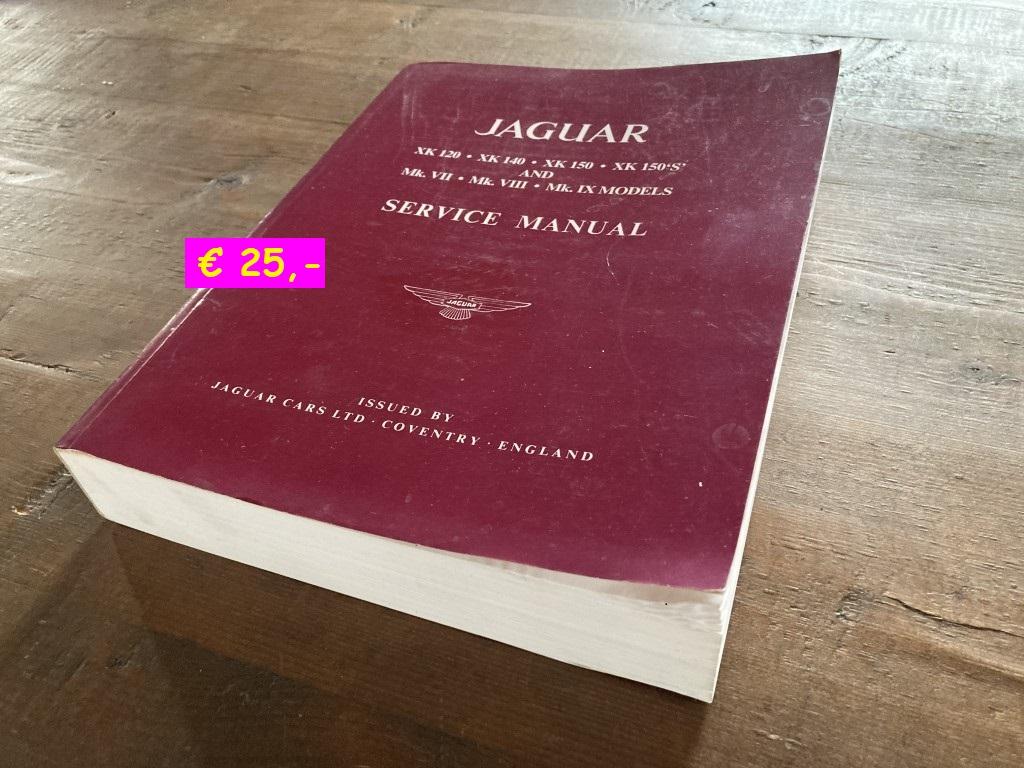 JAGUAR
XK 120 • XK 140 • XK 150 • XK 150‘S’
AND
Mk. VII • Mk. VIII • Mk. IX MODELS
SERVICE MANUAL
€ 25,-
JAGUAR
ISSUED BY
JAGUAR CARS LTD · COVENTRY · ENGLAND